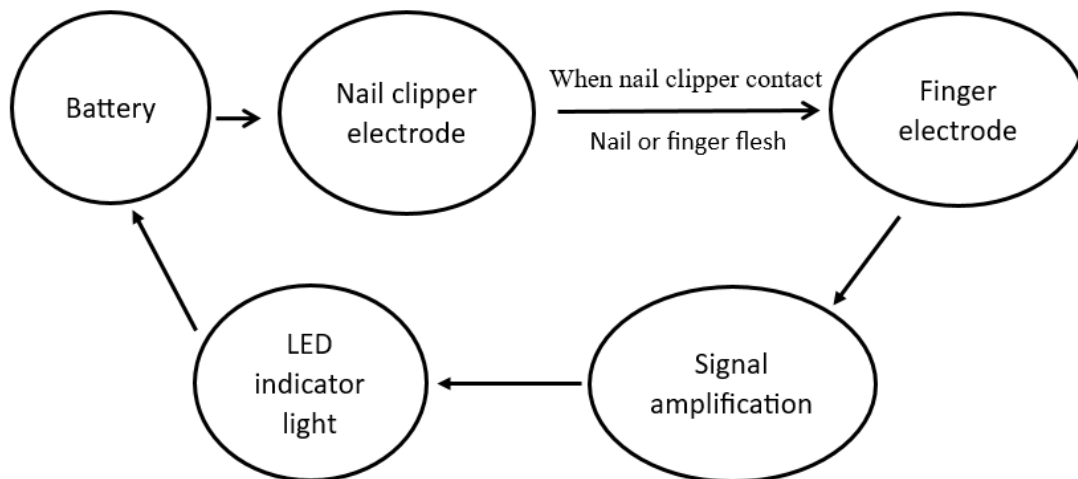 Battery
Nail clipper
electrode
When nail clipper contact
Nail or finger flesh
Finger
electrode
LED
indicator
light
Signal
amplification